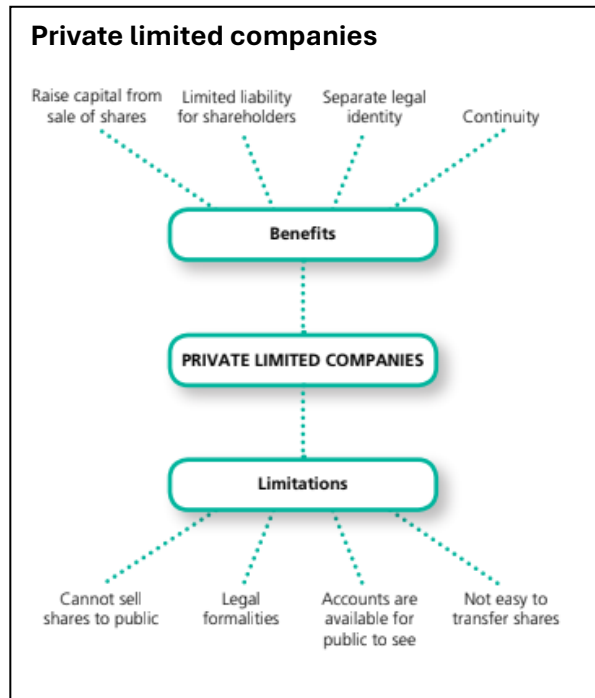 Private limited companies
Raise capital from
sale of shares
Limited liability
for shareholders
Separate legal
identity
Continuity
Benefits
PRIVATE LIMITED COMPANIES
Limitations
Cannot sell
shares to public
Legal
formalities
Accounts are
available for
public to see
Not easy to
transfer shares